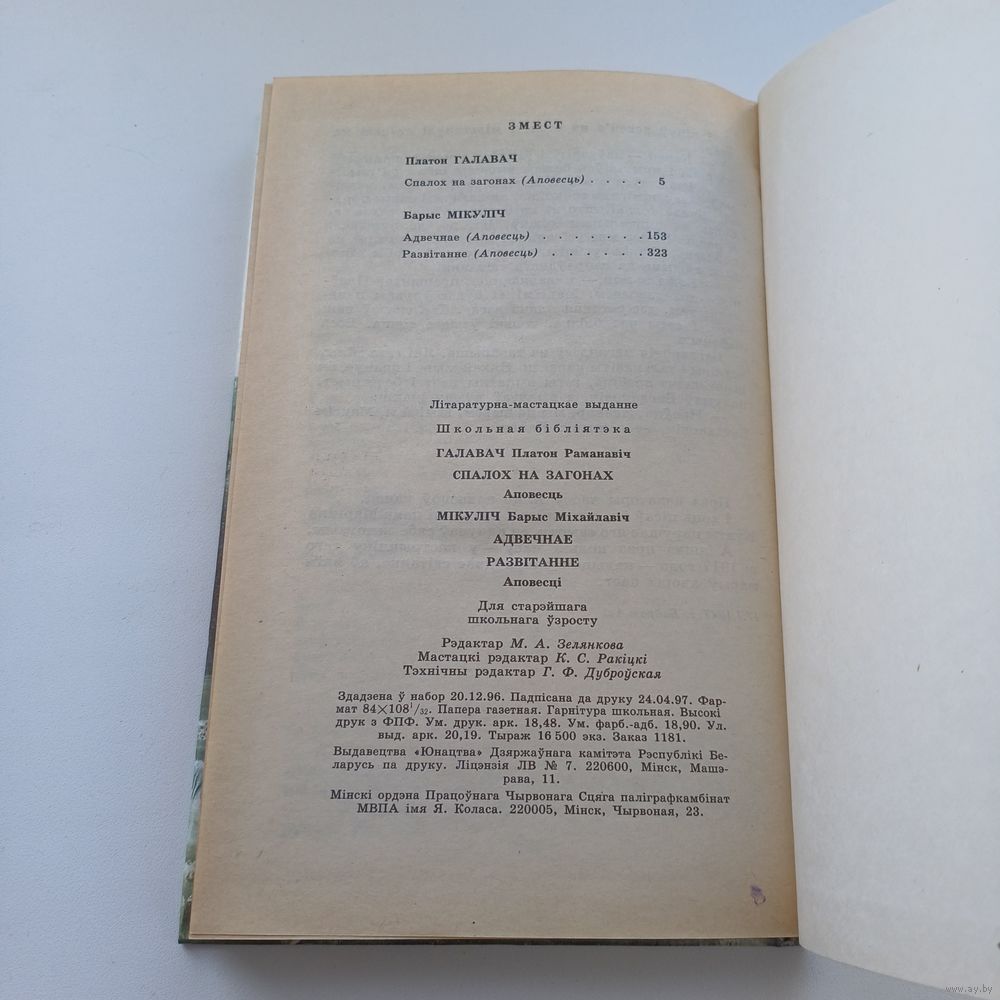 ЗМЕСТ
Платон ГАЛАВАЧ
Спалох на загонах (Аповесць) . . . . 5
Барыс МІКУЛІЧ
Адвечнае (Аповесць) . . . . . . . 153
Развітанне (Аповесць) . . . . . . 323
Літаратурна-мастацкае выданне
Школьная бібліятэка
ГАЛАВАЧ Платон Раманавіч
СПАЛОХ НА ЗАГОНАХ
Аповесць
МІКУЛІЧ Барыс Міхайлавіч
АДВЕЧНАЕ
РАЗВІТАННЕ
Аповесці
Для старэйшага
школьнага ўзросту
Рэдактар М. А. Зелянкова
Мастацкі рэдактар К. С. Ракіцкі
Тэхнічны рэдактар Г. Ф. Дуброўская
Здадзена ў набор 20.12.96. Падпісана да друку 24.04.97. Фар-
мат 84×108¹/₃₂. Папера газетная. Гарнітура школьная. Высокі
друк з ФПФ. Ум. друк. арк. 18,48. Ум. фарб.-адб. 18,90. Ул.
выд. арк. 20,19. Тыраж 16 500 экз. Заказ 1181.
Выдавецтва «Юнацтва» Дзяржаўнага камітэта Рэспублікі Бе-
ларусь па друку. Ліцэнзія ЛВ № 7. 220600, Мінск, Машэ-
рава, 11.
Мінскі ордэна Працоўнага Чырвонага Сцяга паліграфкамбінат
МВПА імя Я. Коласа. 220005, Мінск, Чырвоная, 23.
www.ay.by